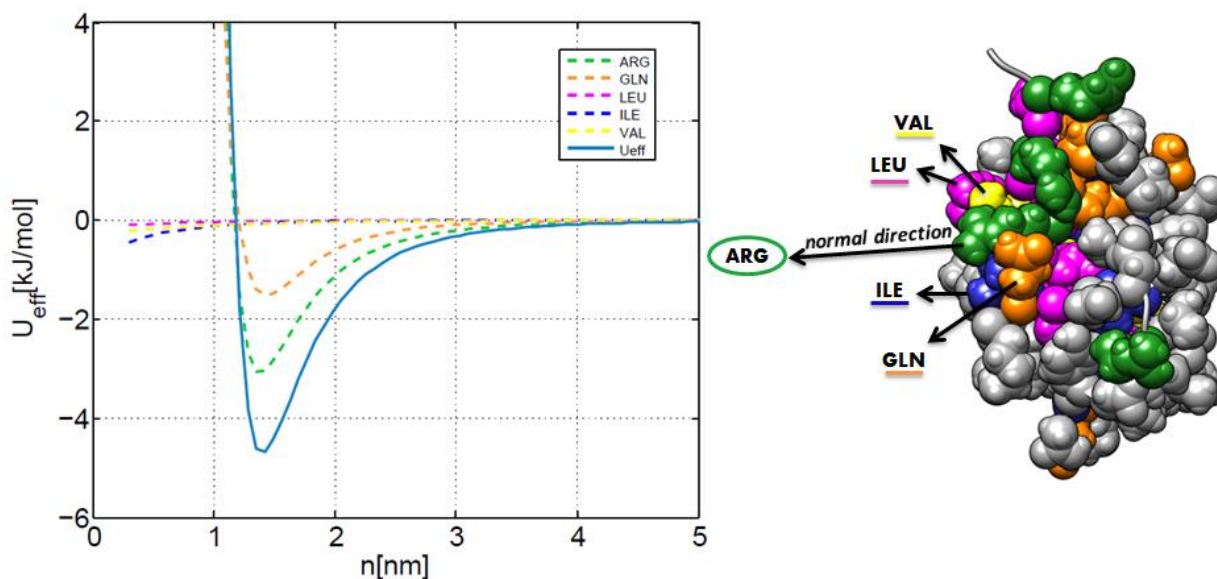 4
2
0
−2
−4
−6
0 1 2 3 4 5
U_eff[kJ/mol]
n[nm]
ARG
GLN
LEU
ILE
VAL
Ueff
VAL
LEU
normal direction
ARG
ILE
GLN